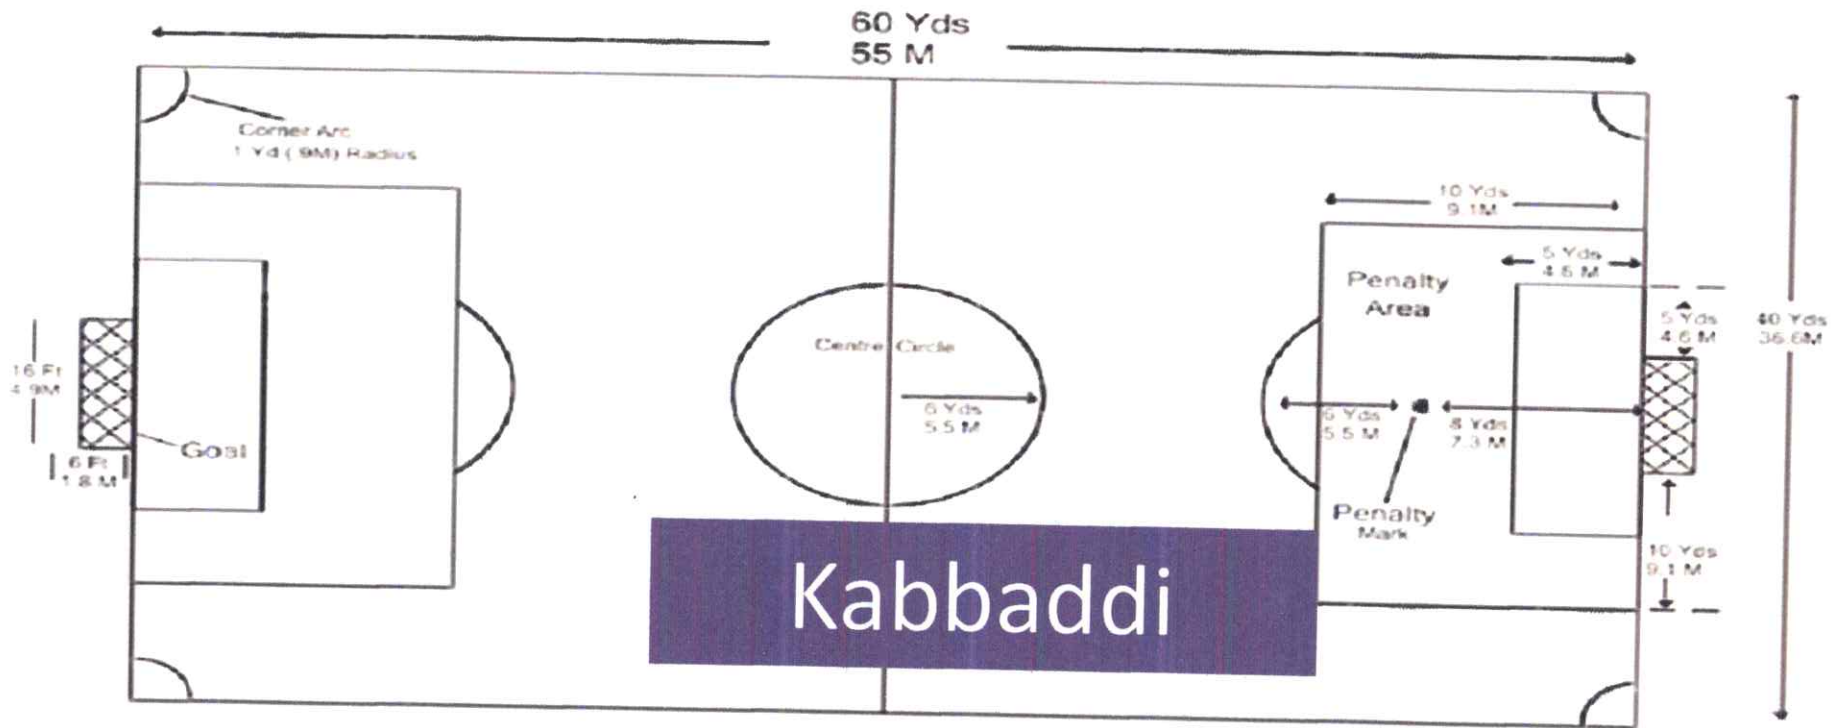 60 Yds
55 M
Corner Arc
1 Yd (.9M) Radius
10 Yds
9.1M
5 Yds
4.6 M
Penalty
Area
5 Yds
4.6 M
40 Yds
36.6M
Centre Circle
16 Ft
4.9M
6 Yds
5.5 M
6 Yds
5.5 M
8 Yds
7.3 M
Goal
6 Ft
1.8 M
Penalty
Mark
10 Yds
9.1 M
Kabbaddi